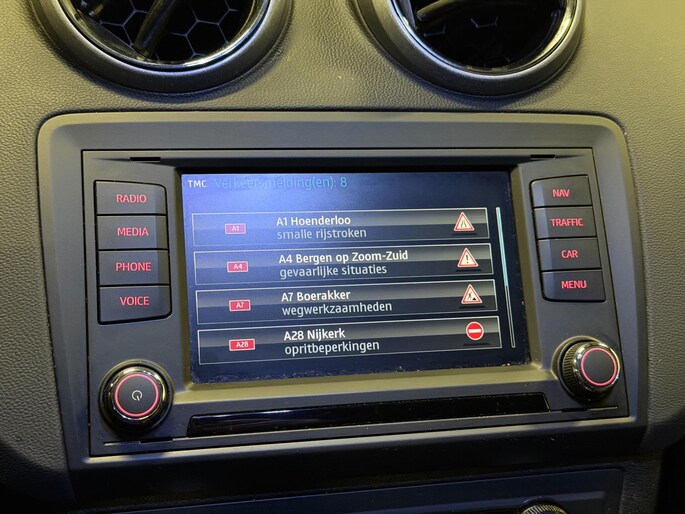 RADIO
MEDIA
PHONE
VOICE
TMC Verkeersmelding(en): 8
A1 A1 Hoenderloo
smalle rijstroken
A4 A4 Bergen op Zoom-Zuid
gevaarlijke situaties
A7 A7 Boerakker
wegwerkzaamheden
A28 A28 Nijkerk
opritbeperkingen
NAV
TRAFFIC
CAR
MENU